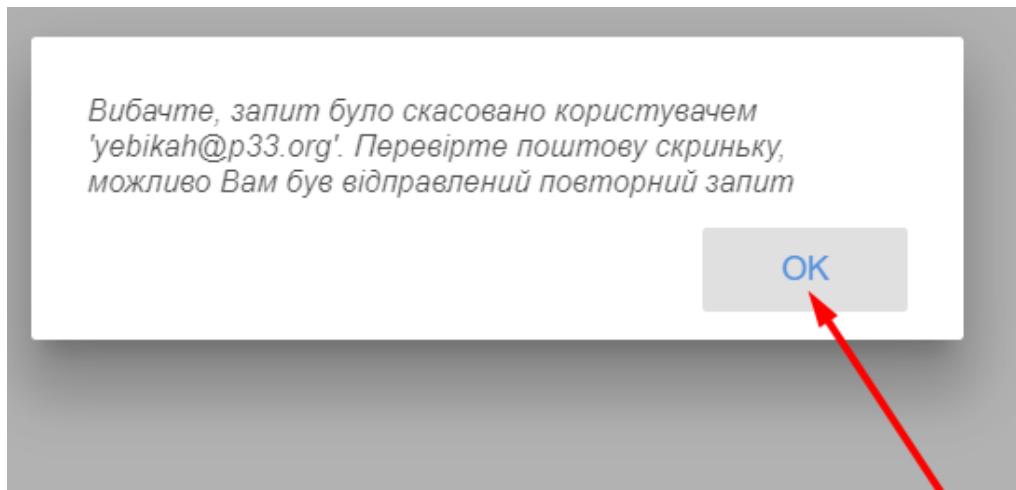 Вибачте, запит було скасовано користувачем
'yebikah@p33.org'. Перевірте поштову скриньку,
можливо Вам був відправлений повторний запит
OK